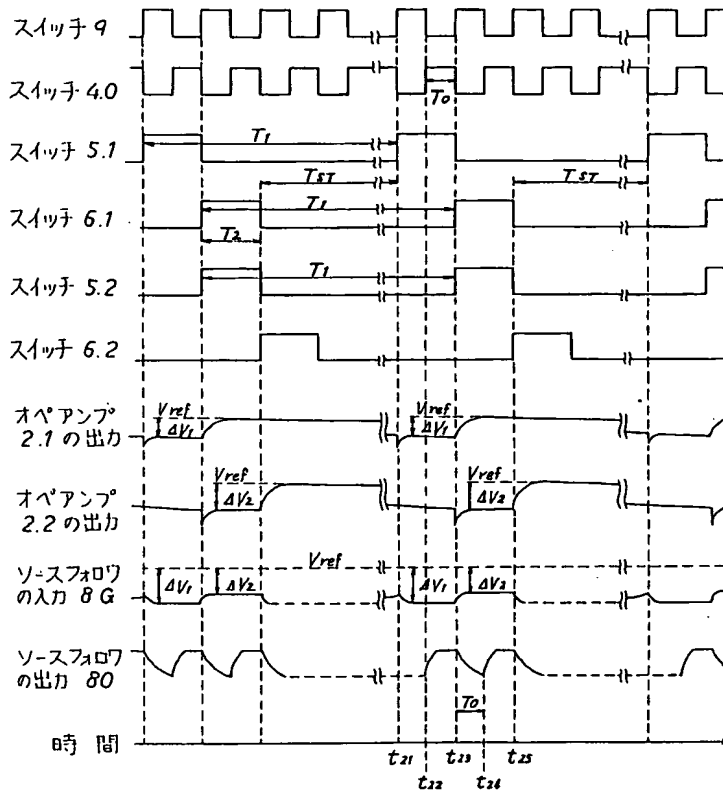 スイッチ 9
スイッチ 4.0
T0
スイッチ 5.1
T1
TST
TST
スイッチ 6.1
T1
T2
スイッチ 5.2
T1
スイッチ 6.2
オペアンプ
2.1 の出力
Vref
ΔV1
Vref
ΔV1
オペアンプ
2.2 の出力
Vref
ΔV2
Vref
ΔV2
ソースフォロワ
の入力 8G
Vref
ΔV1
ΔV2
ΔV1
ΔV2
ソースフォロワ
の出力 80
T0
時間
t21
t22
t23
t24
t25